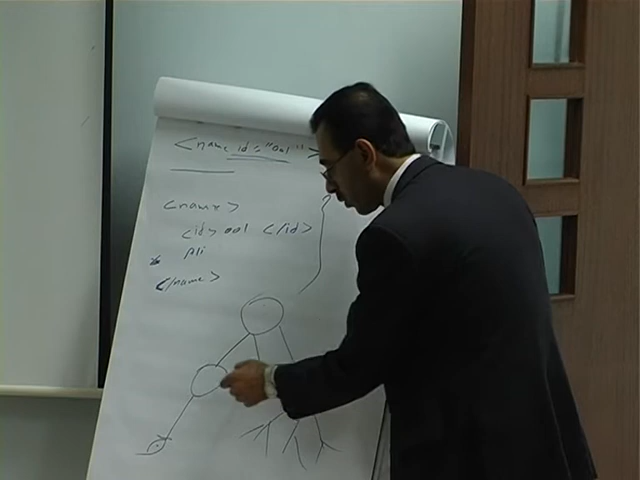 <name id = "001">
<name>
<id> 001 </id>
Ali
</name>